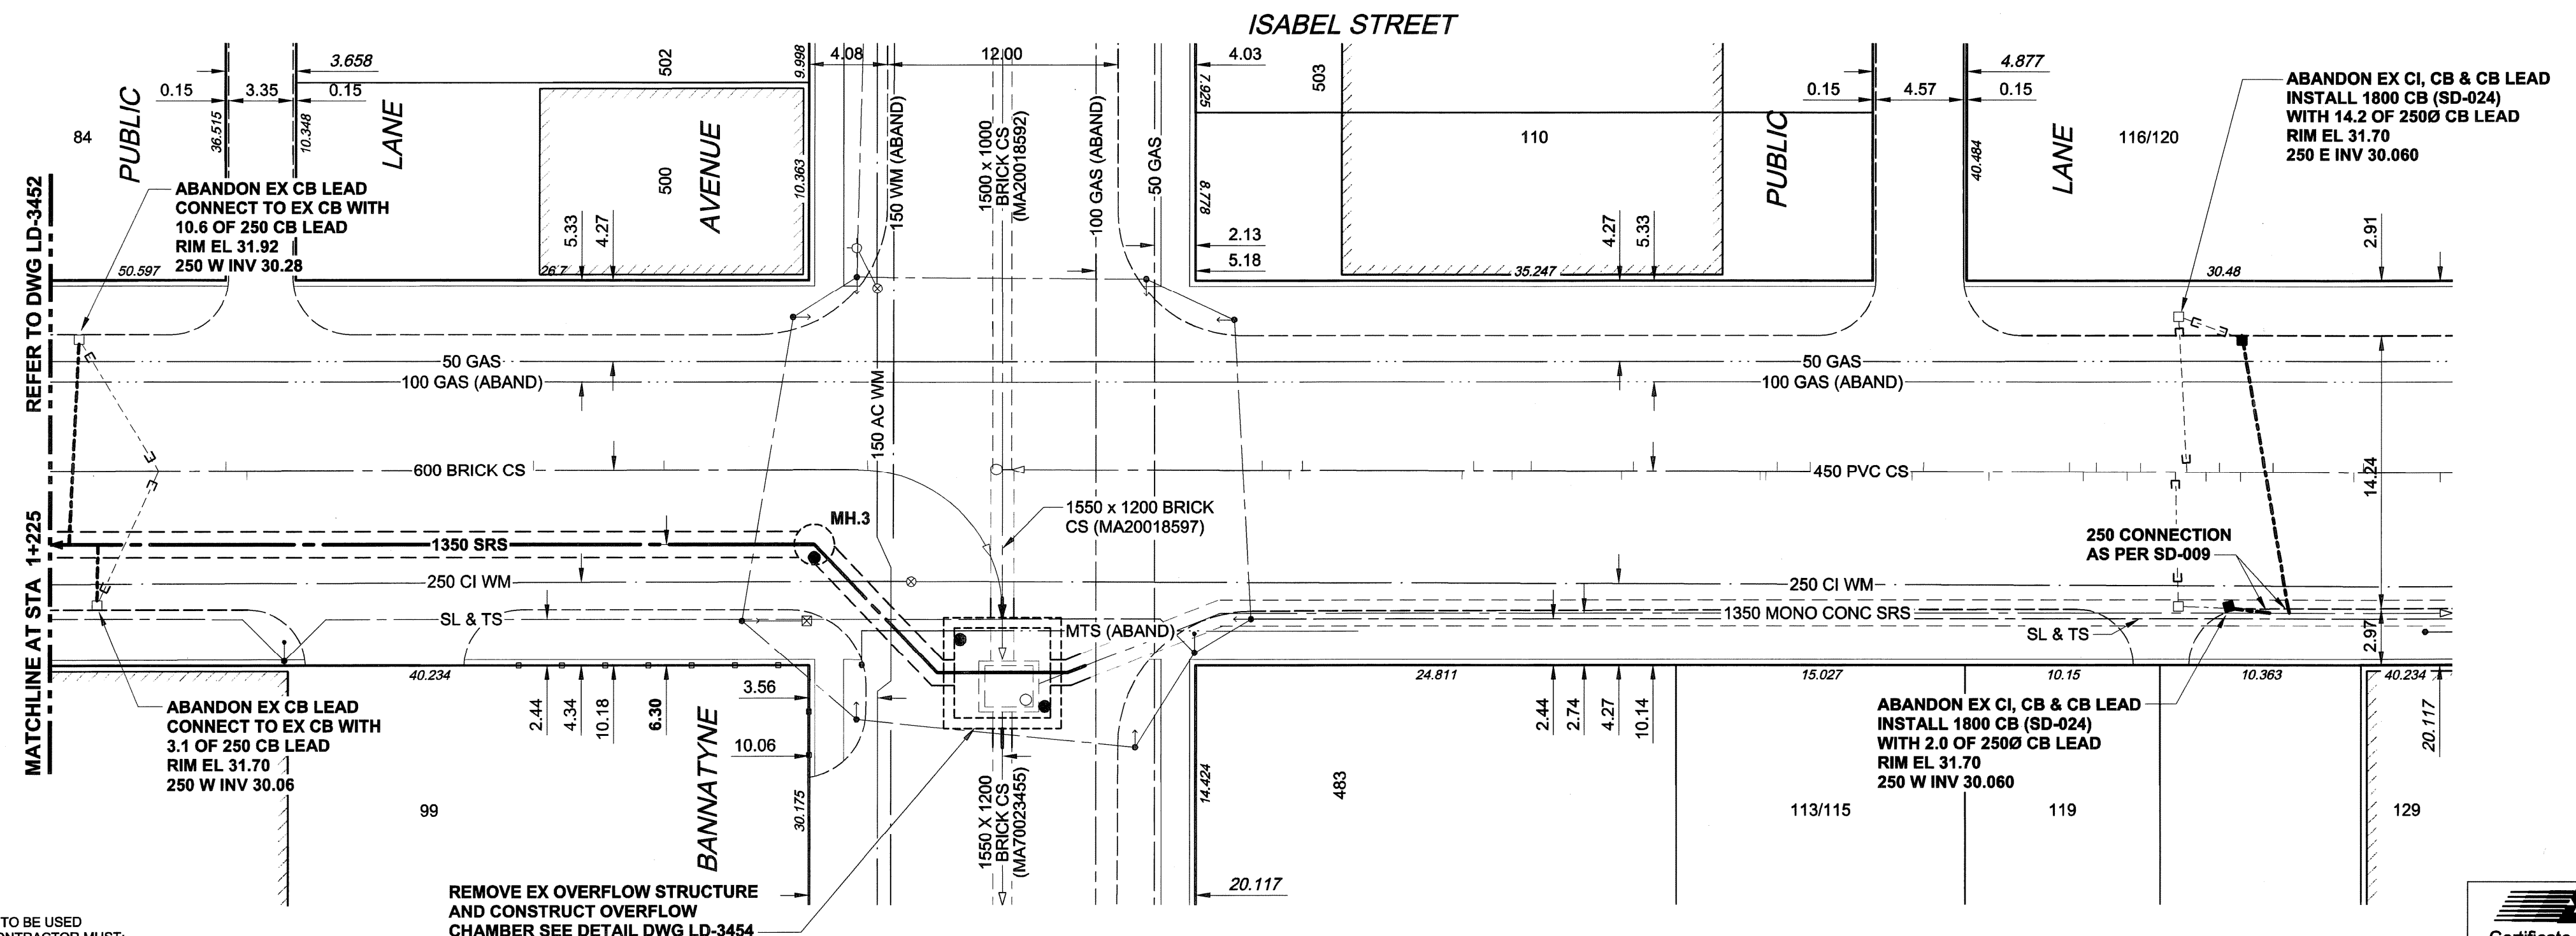 ISABEL STREET
3.658
0.15
3.35
0.15
84
PUBLIC
36.515
10.348
LANE
502
9.998
4.08
12.00
4.03
7.925
503
0.15
4.57
4.877
0.15
ABANDON EX CI, CB & CB LEAD
INSTALL 1800 CB (SD-024)
WITH 14.2 OF 250Ø CB LEAD
RIM EL 31.70
250 E INV 30.060
500
AVENUE
10.363
150 WM (ABAND)
1500 x 1000
BRICK CS
(MA20018592)
100 GAS (ABAND)
50 GAS
8.778
110
PUBLIC
40.484
LANE
116/120
REFER TO DWG LD-3452
ABANDON EX CB LEAD
CONNECT TO EX CB WITH
10.6 OF 250 CB LEAD
RIM EL 31.92
250 W INV 30.28
50.597
5.33
4.27
26.7
2.13
5.18
4.27
5.33
35.247
2.91
30.48
50 GAS
100 GAS (ABAND)
150 AC WM
50 GAS
100 GAS (ABAND)
600 BRICK CS
450 PVC CS
14.24
MATCHLINE AT STA 1+225
MH.3
1550 x 1200 BRICK
CS (MA20018597)
1350 SRS
250 CI WM
SL & TS
250 CONNECTION
AS PER SD-009
250 CI WM
1350 MONO CONC SRS
MTS (ABAND)
SL & TS
2.97
40.234
24.811
15.027
10.15
10.363
40.234
ABANDON EX CB LEAD
CONNECT TO EX CB WITH
3.1 OF 250 CB LEAD
RIM EL 31.70
250 W INV 30.06
2.44
4.34
10.18
6.30
3.56
10.06
BANNATYNE
30.175
1550 X 1200
BRICK CS
(MA70023455)
14.424
483
2.44
2.74
4.27
10.14
ABANDON EX CI, CB & CB LEAD
INSTALL 1800 CB (SD-024)
WITH 2.0 OF 250Ø CB LEAD
RIM EL 31.70
250 W INV 30.060
20.117
99
113/115
119
129
REMOVE EX OVERFLOW STRUCTURE
AND CONSTRUCT OVERFLOW
CHAMBER SEE DETAIL DWG LD-3454
20.117
TO BE USED